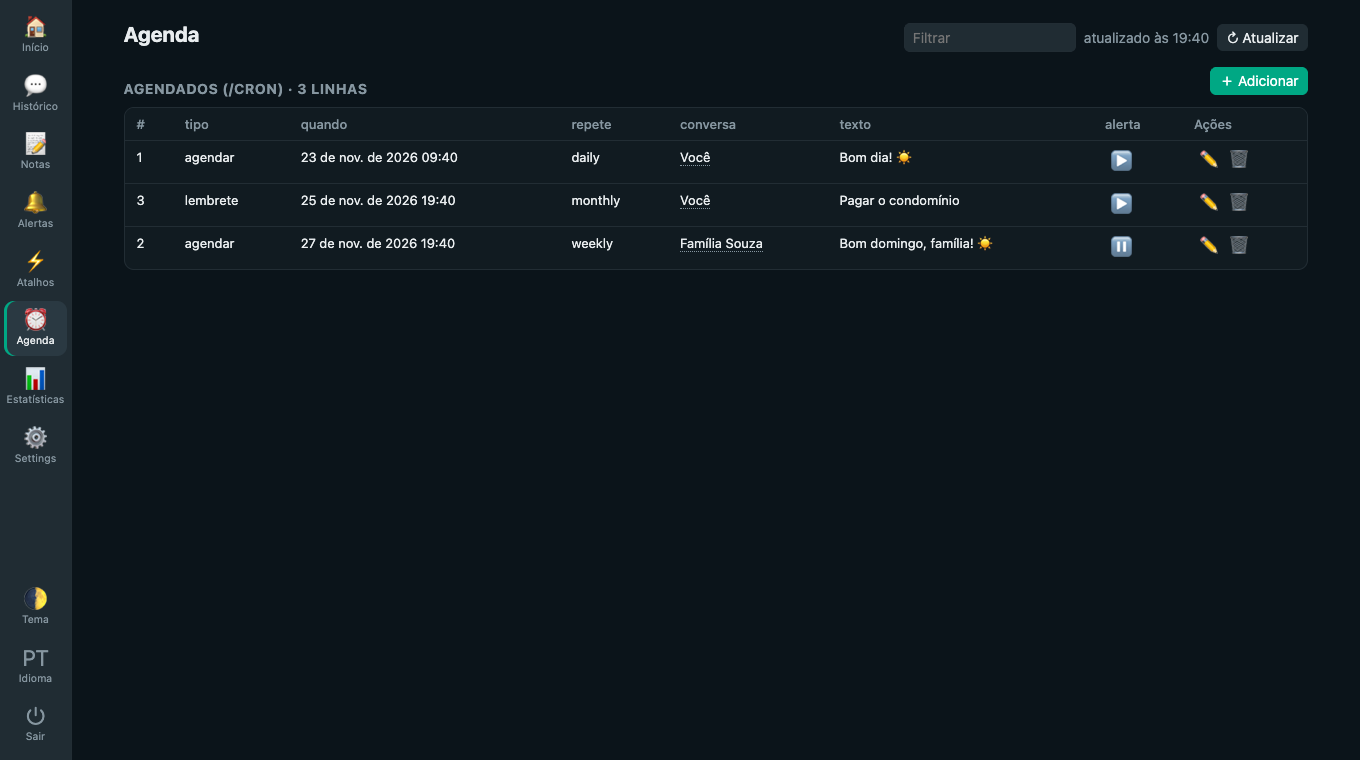 Início
Histórico
Notas
Alertas
Atalhos
Agenda
Estatísticas
Settings
Tema
PT
Idioma
Sair
Agenda
Filtrar
atualizado às 19:40
Atualizar
AGENDADOS (/CRON) · 3 LINHAS
+ Adicionar
# tipo quando repete conversa texto alerta Ações
1 agendar 23 de nov. de 2026 09:40 daily Você Bom dia! ☀️
3 lembrete 25 de nov. de 2026 19:40 monthly Você Pagar o condomínio
2 agendar 27 de nov. de 2026 19:40 weekly Família Souza Bom domingo, família! ☀️